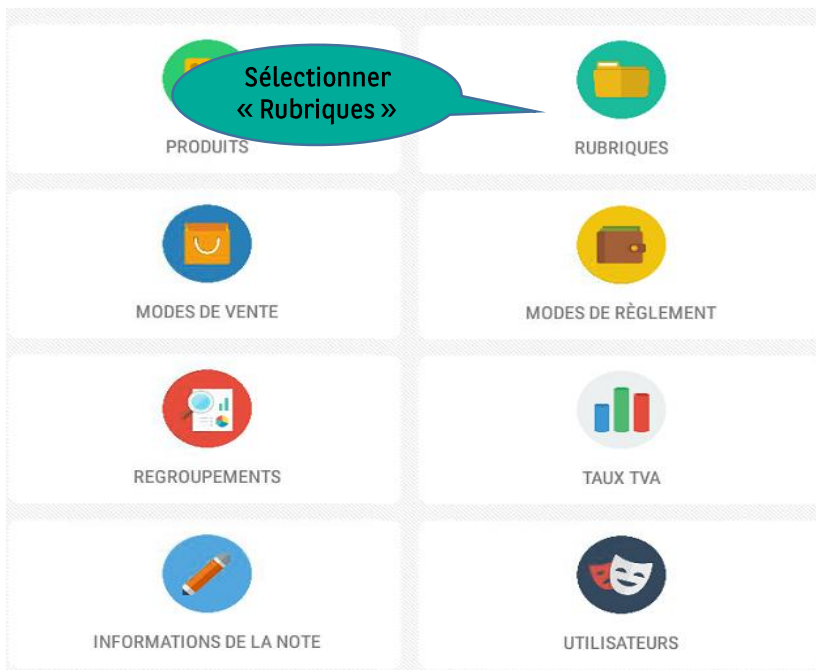 Sélectionner
« Rubriques »
PRODUITS
RUBRIQUES
MODES DE VENTE
MODES DE RÈGLEMENT
REGROUPEMENTS
TAUX TVA
INFORMATIONS DE LA NOTE
UTILISATEURS